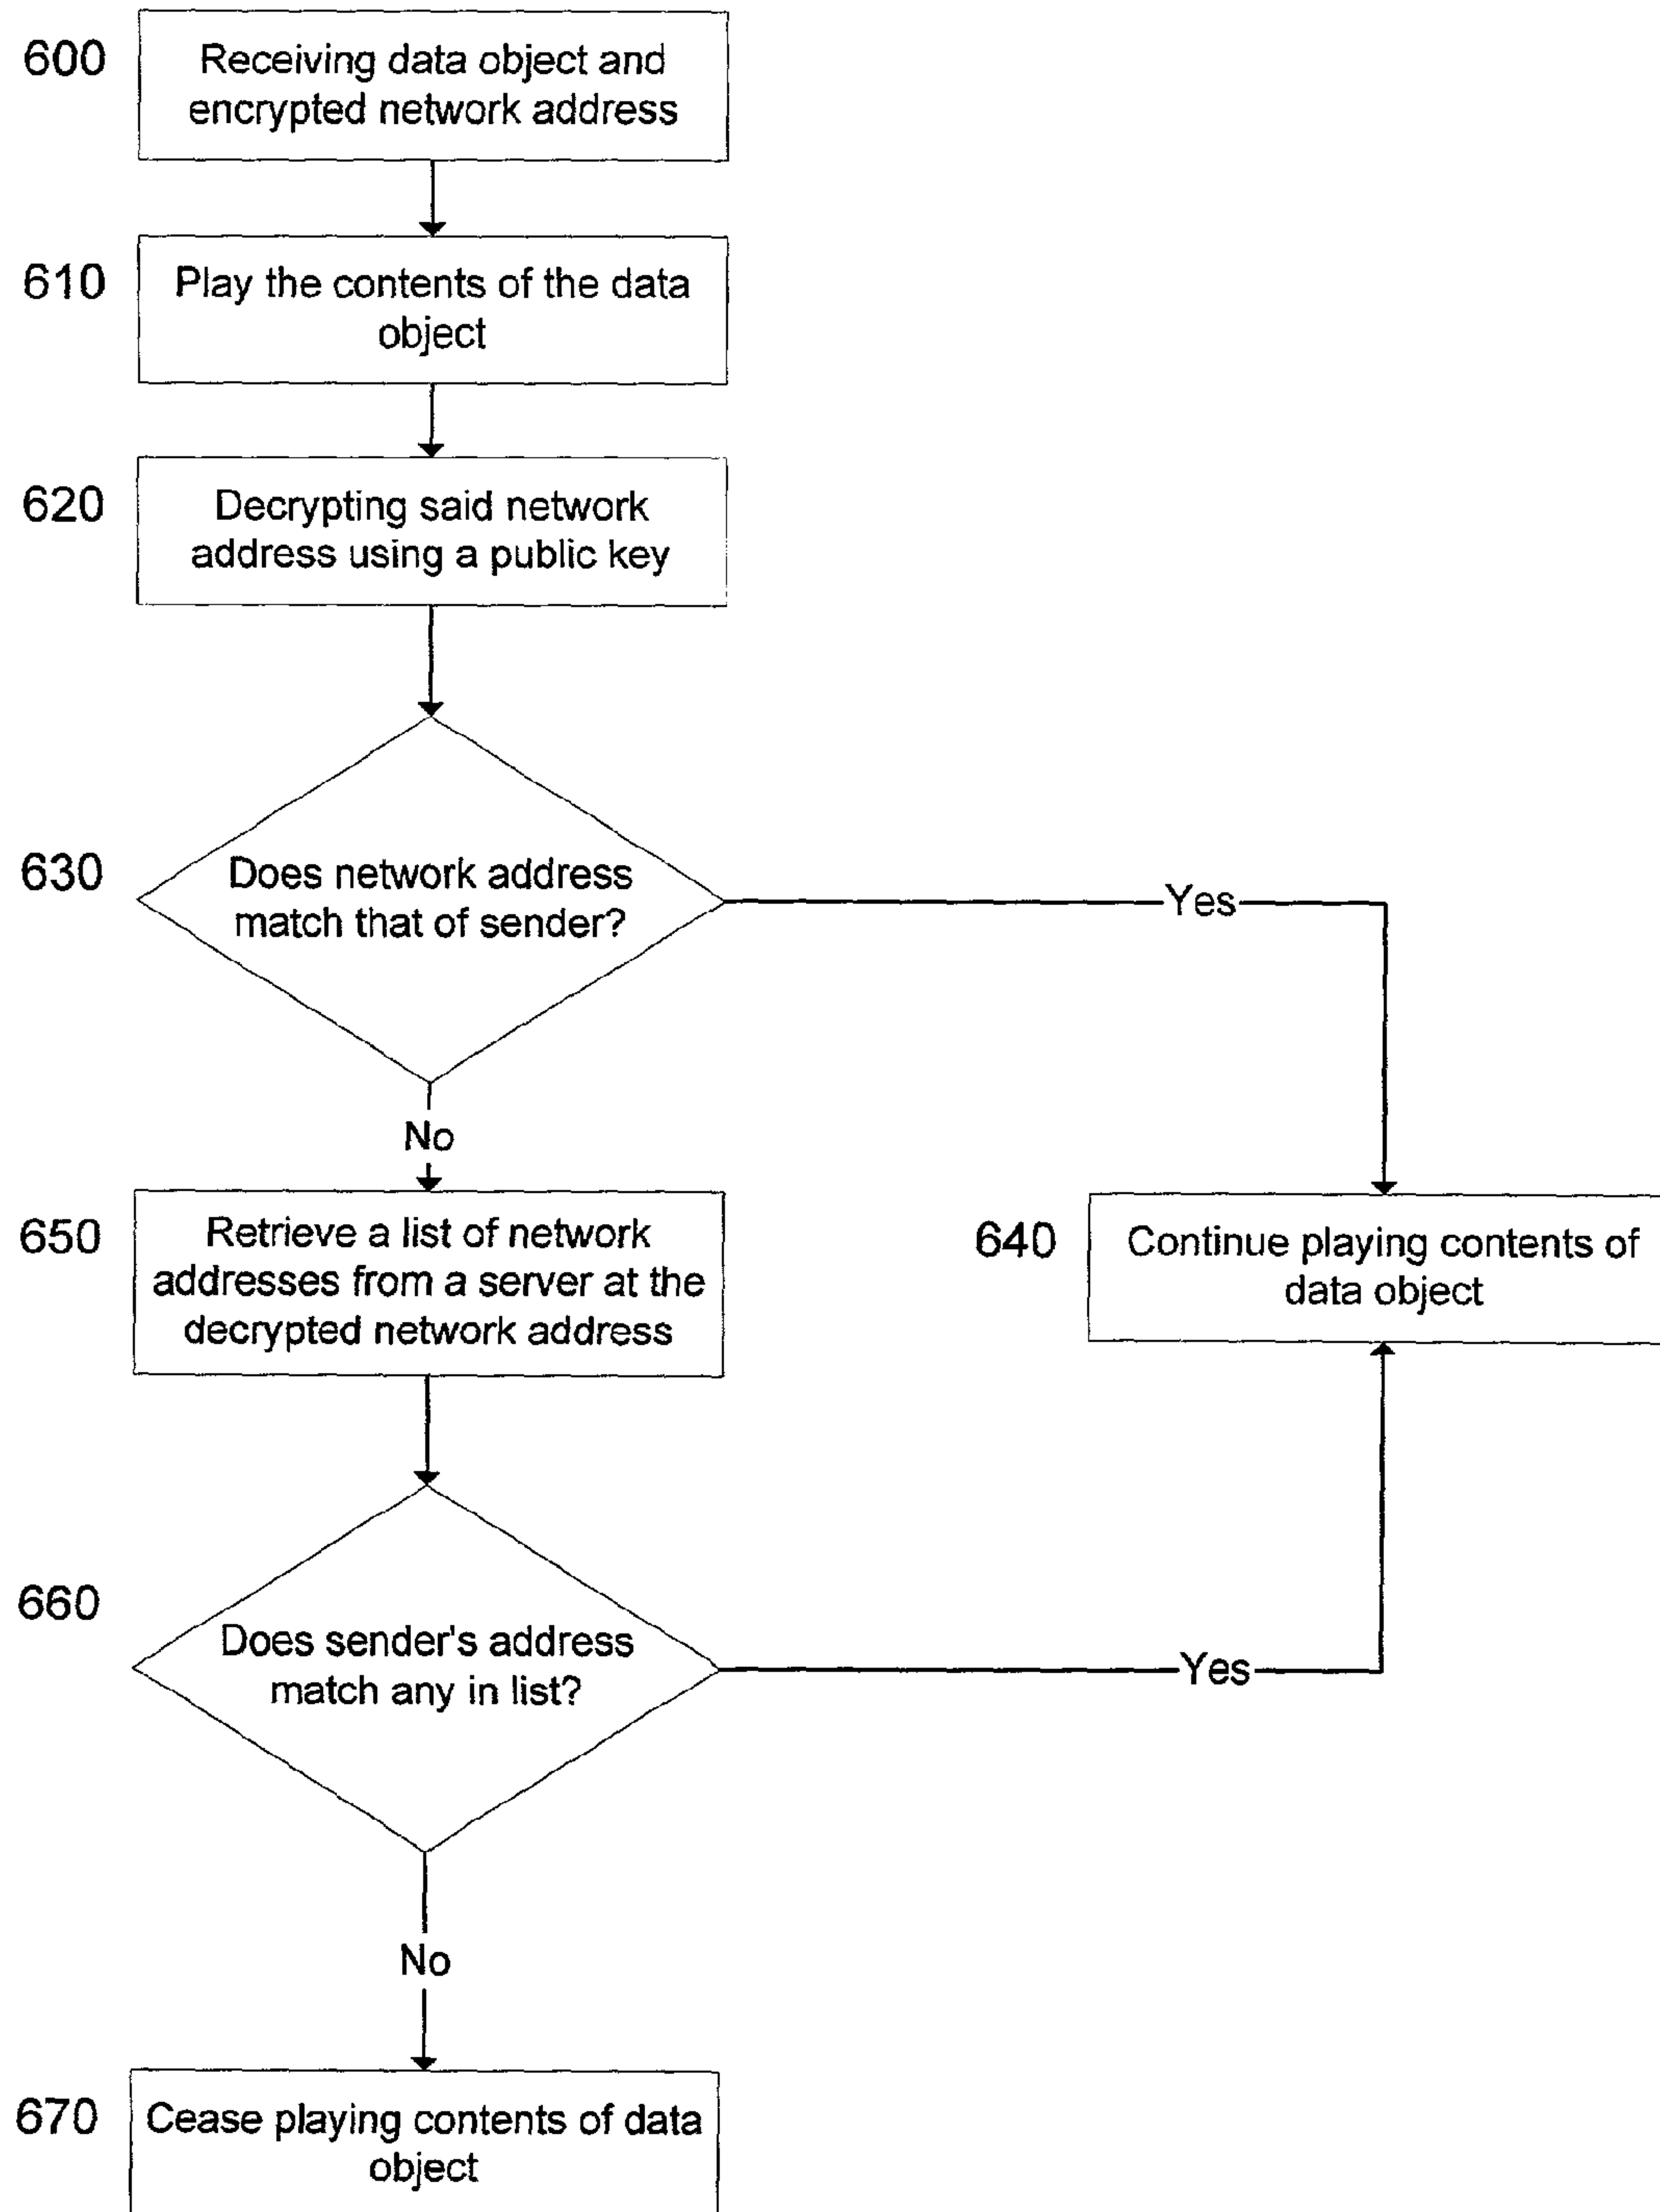 600
Receiving data object and
encrypted network address
610
Play the contents of the data
object
620
Decrypting said network
address using a public key
630
Does network address
match that of sender?
Yes
No
650
Retrieve a list of network
addresses from a server at the
decrypted network address
640
Continue playing contents of
data object
660
Does sender's address
match any in list?
Yes
No
670
Cease playing contents of data
object